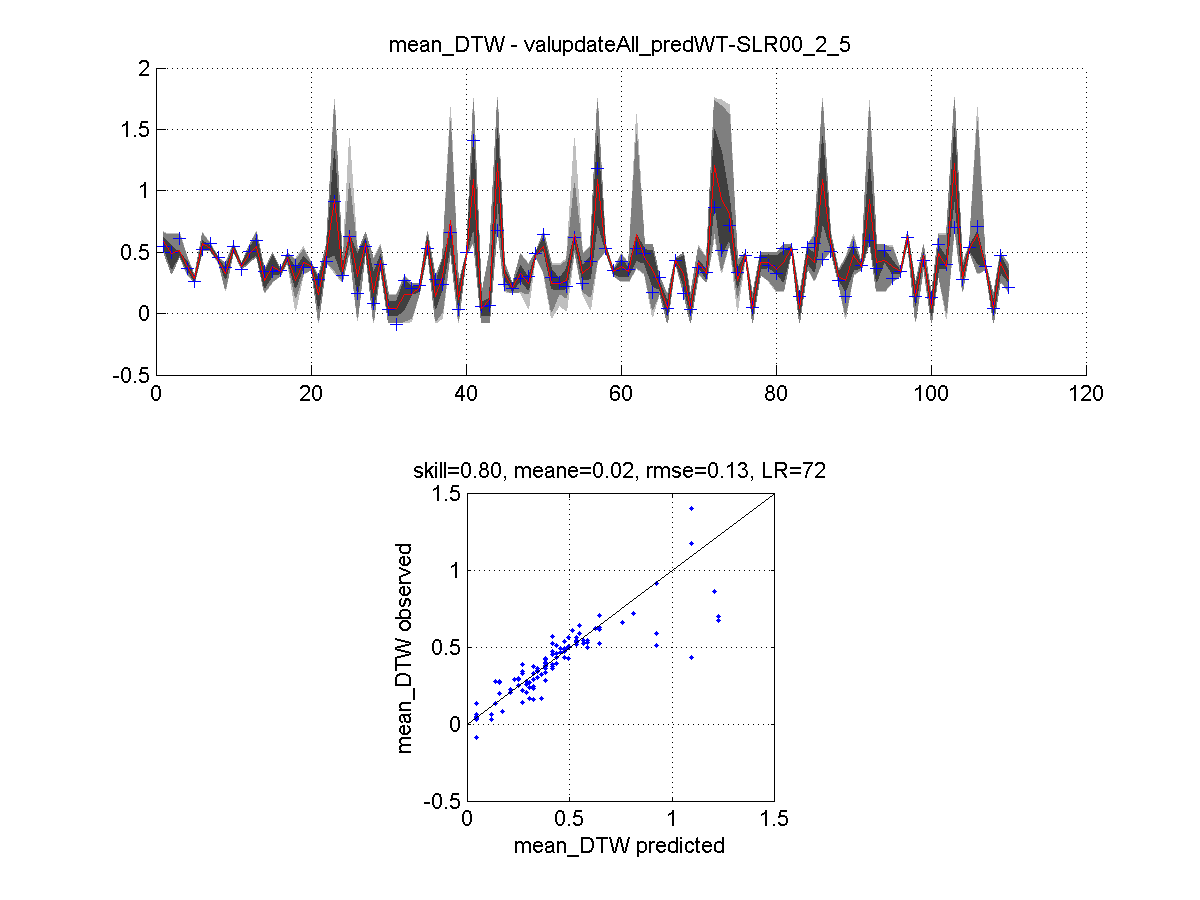 mean_DTW - valupdateAll_predWT-SLR00_2_5
2
1.5
1
0.5
0
-0.5
0 20 40 60 80 100 120
skill=0.80, meane=0.02, rmse=0.13, LR=72
1.5
1
0.5
0
-0.5
mean_DTW observed
0 0.5 1 1.5
mean_DTW predicted